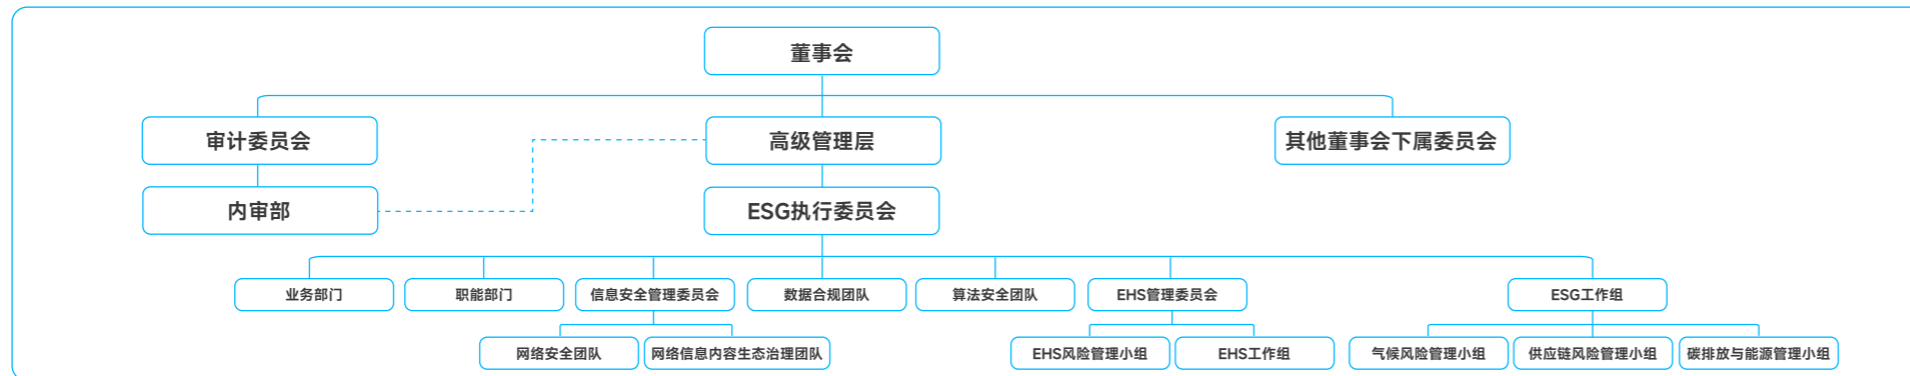 董事会
审计委员会
高级管理层
其他董事会下属委员会
内审部
ESG执行委员会
业务部门
职能部门
信息安全管理委员会
数据合规团队
算法安全团队
EHS管理委员会
ESG工作组
网络安全团队
网络信息内容生态治理团队
EHS风险管理小组
EHS工作组
气候风险管理小组
供应链风险管理小组
碳排放与能源管理小组